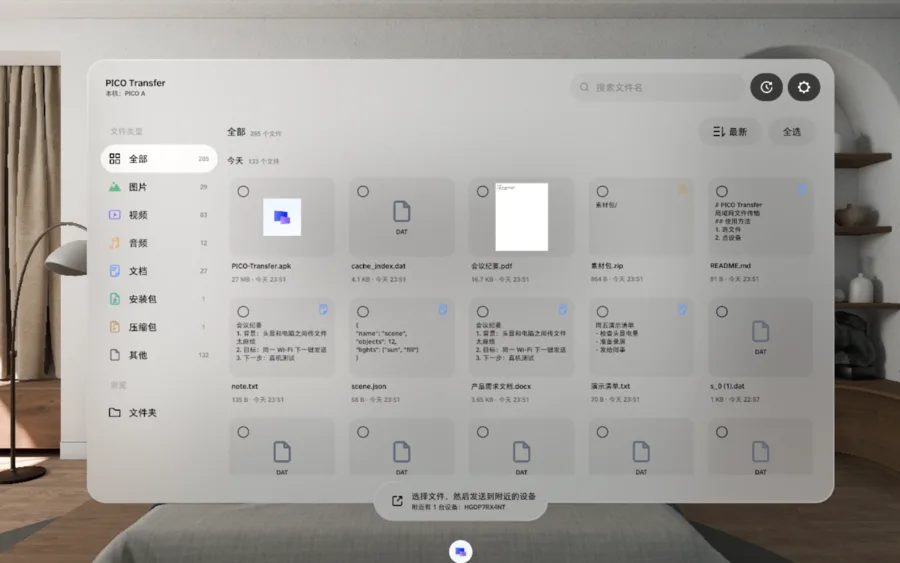 PICO Transfer
本机：PICO A
搜索文件名
文件类型
全部 285
图片 29
视频 83
音频 12
文档 27
安装包 1
压缩包 1
其他 132
文件夹
全部 285 个文件
最新
全选
今天 133 个文件
PICO-Transfer.apk
27 MB · 今天 23:51
DAT
cache_index.dat
4.1 KB · 今天 23:51
会议纪要.pdf
16.7 KB · 今天 23:51
素材包/
素材包.zip
864 B · 今天 23:51
# PICO Transfer
局域网文件传输
## 使用方法
1. 选文件
2. 点设备
README.md
81 B · 今天 23:51
会议纪要
1. 背景：头显和电脑之间传文件
太麻烦
2. 目标：同一 Wi-Fi 下一键发送
3. 下一步：真机测试
note.txt
135 B · 今天 23:51
{
"name": "scene",
"objects": 12,
"lights": ["sun", "fill"]
}
scene.json
58 B · 今天 23:51
会议纪要
1. 背景：头显和电脑之间传文件
太麻烦
2. 目标：同一 Wi-Fi 下一键发送
3. 下一步：真机测试
产品需求文档.docx
3.65 KB · 今天 23:51
周五演示清单
- 检查头显电量
- 准备录屏
- 发给同事
演示清单.txt
70 B · 今天 23:51
DAT
s_0 (1).dat
1 KB · 今天 22:57
DAT
DAT
DAT
DAT
DAT
选择文件，然后发送到附近的设备
附近有 1 台设备：HGDP7RX4NT